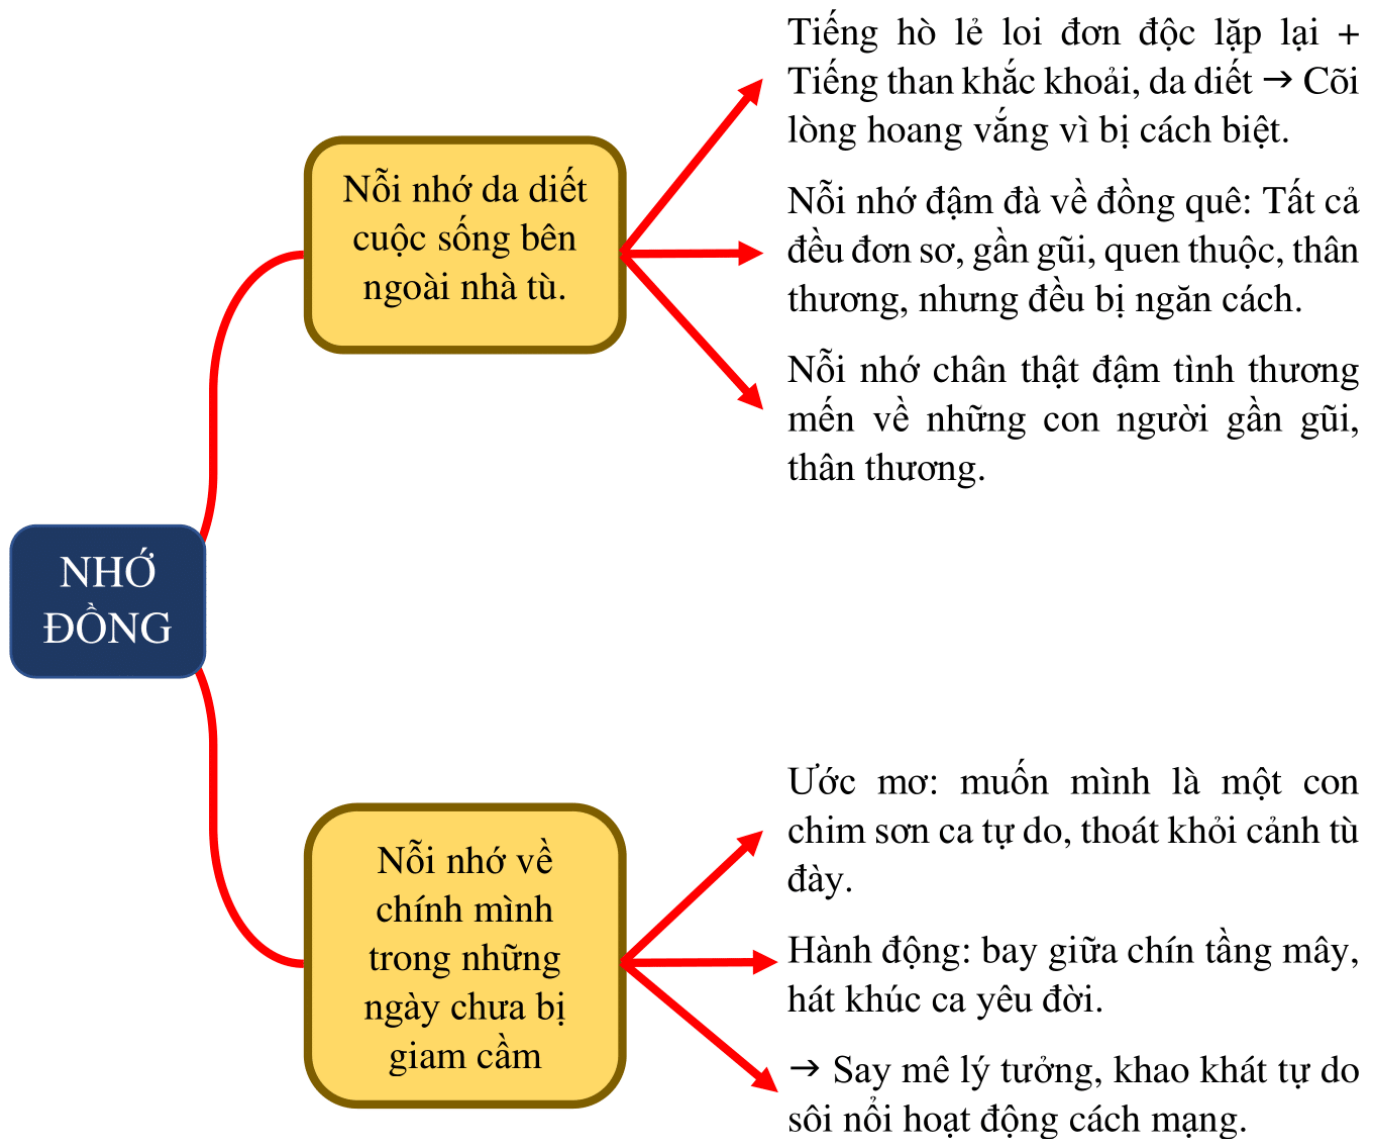 NHỚ
ĐỒNG
Nỗi nhớ da diết
cuộc sống bên
ngoài nhà tù.
Tiếng hò lẻ loi đơn độc lặp lại +
Tiếng than khắc khoải, da diết → Cõi
lòng hoang vắng vì bị cách biệt.
Nỗi nhớ đậm đà về đồng quê: Tất cả
đều đơn sơ, gần gũi, quen thuộc, thân
thương, nhưng đều bị ngăn cách.
Nỗi nhớ chân thật đậm tình thương
mến về những con người gần gũi,
thân thương.
Nỗi nhớ về
chính mình
trong những
ngày chưa bị
giam cầm
Ước mơ: muốn mình là một con
chim sơn ca tự do, thoát khỏi cảnh tù
đày.
Hành động: bay giữa chín tầng mây,
hát khúc ca yêu đời.
→ Say mê lý tưởng, khao khát tự do
sôi nổi hoạt động cách mạng.